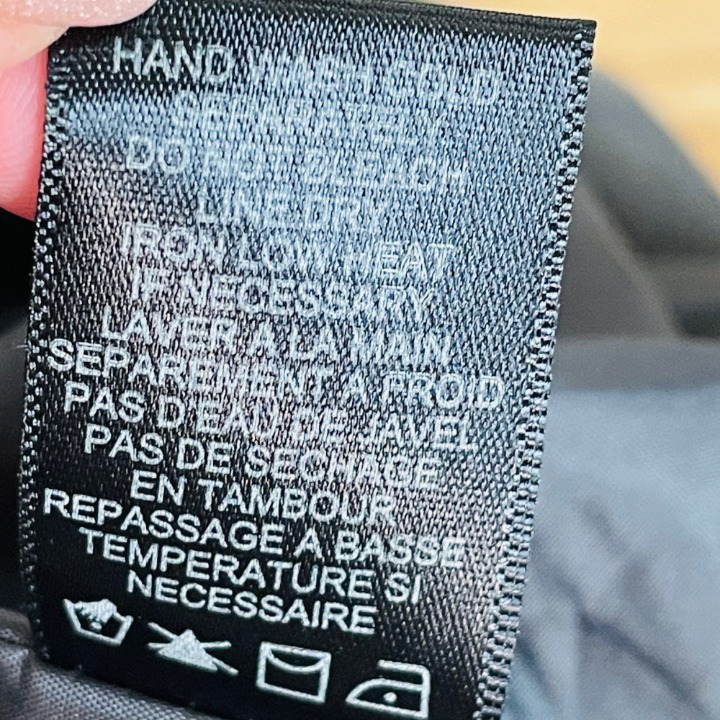 HAND WASH COLD
SEPARATELY
DO NOT BLEACH
LINE DRY
IRON LOW HEAT
IF NECESSARY
LAVER A LA MAIN
SEPAREMENT A FROID
PAS D'EAU DE JAVEL
PAS DE SECHAGE
EN TAMBOUR
REPASSAGE A BASSE
TEMPERATURE SI
NECESSAIRE